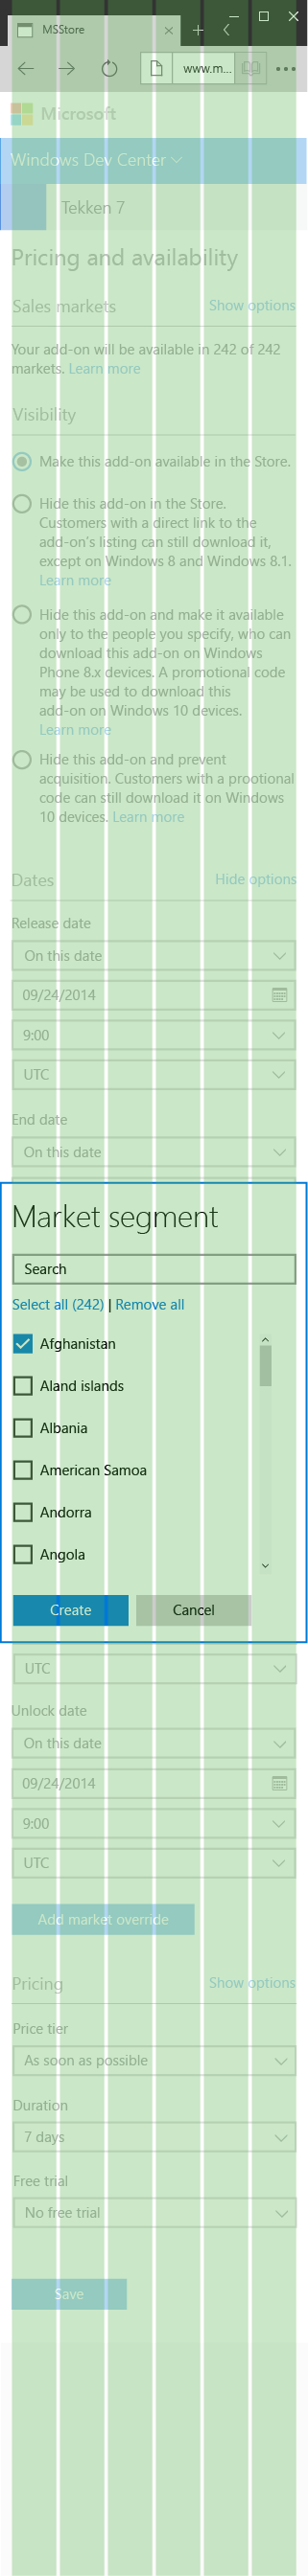 MSStore
www.m...
Microsoft
Windows Dev Center
Tekken 7
Pricing and availability
Sales markets Show options
Your add-on will be available in 242 of 242
markets. Learn more
Visibility
Make this add-on available in the Store.
Hide this add-on in the Store.
Customers with a direct link to the
add-on's listing can still download it,
except on Windows 8 and Windows 8.1.
Learn more
Hide this add-on and make it available
only to the people you specify, who can
download this add-on on Windows
Phone 8.x devices. A promotional code
may be used to download this
add-on on Windows 10 devices.
Learn more
Hide this add-on and prevent
acquisition. Customers with a prootional
code can still download it on Windows
10 devices. Learn more
Dates Hide options
Release date
On this date
09/24/2014
9:00
UTC
End date
On this date
Market segment
Search
Select all (242) | Remove all
Afghanistan
Aland islands
Albania
American Samoa
Andorra
Angola
Create Cancel
UTC
Unlock date
On this date
09/24/2014
9:00
UTC
Add market override
Pricing Show options
Price tier
As soon as possible
Duration
7 days
Free trial
No free trial
Save